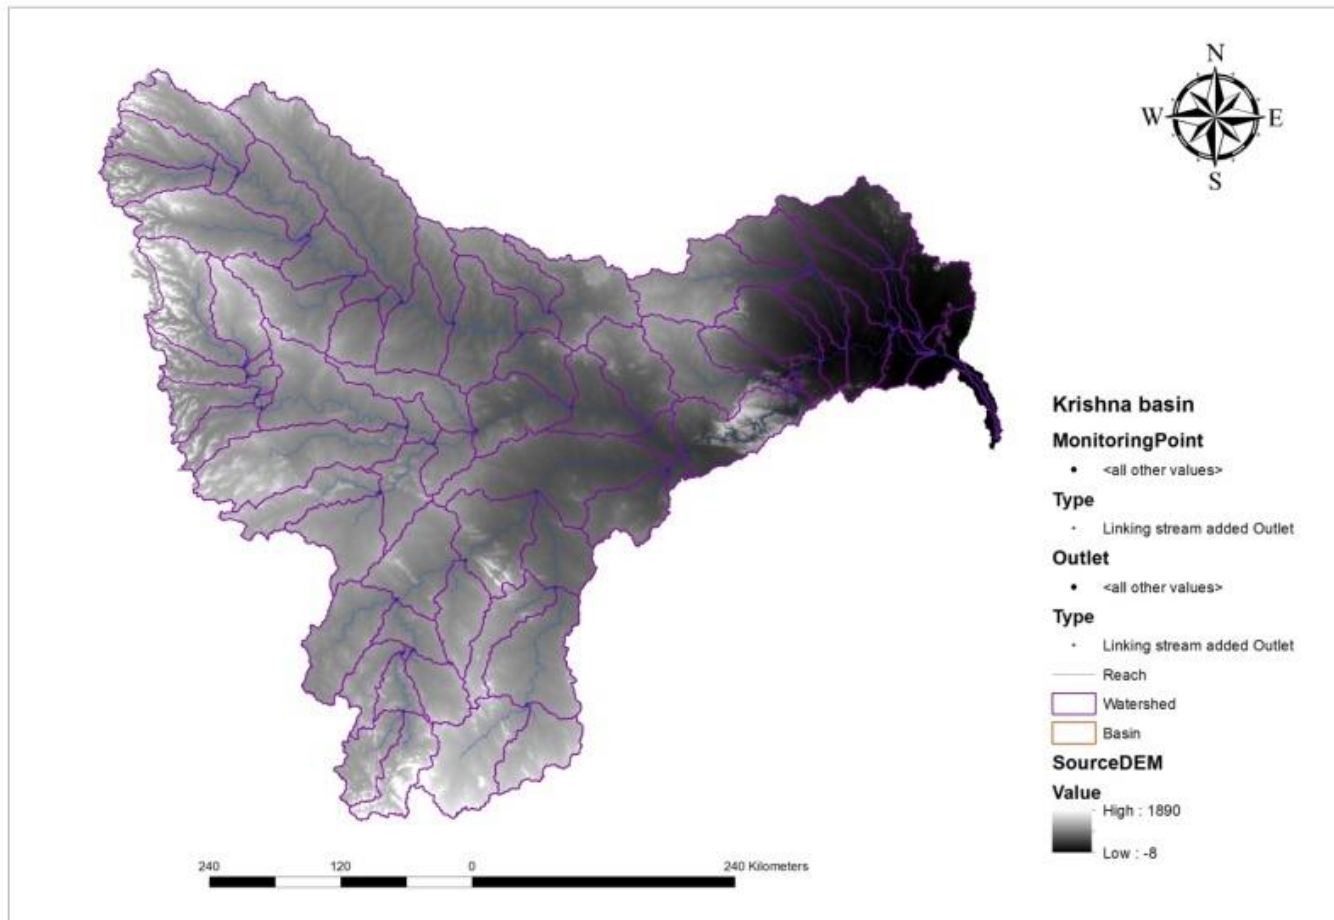 N
W E
S
Krishna basin
MonitoringPoint
<all other values>
Type
Linking stream added Outlet
Outlet
<all other values>
Type
Linking stream added Outlet
Reach
Watershed
Basin
SourceDEM
Value
High : 1890
Low : -8
240 120 0 240 Kilometers